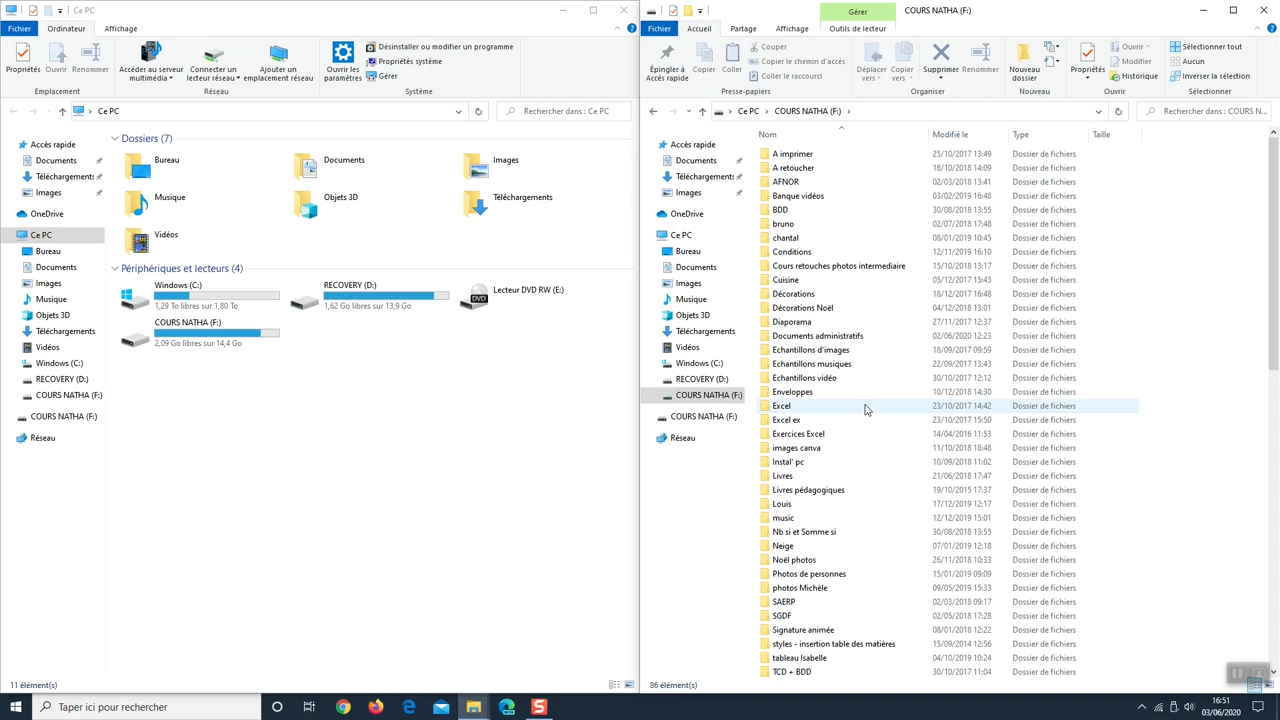 Ce PC
Fichier
Ordinateur
Affichage
Propriétés
Ouvrir
Renommer
Accéder au serveur multimédia
Connecter un lecteur réseau
Ajouter un emplacement réseau
Ouvrir les paramètres
Désinstaller ou modifier un programme
Propriétés système
Gérer
Emplacement
Réseau
Système
Ce PC
Rechercher dans : Ce PC
Accès rapide
Documents
Téléchargements
Images
OneDrive
Ce PC
Bureau
Documents
Images
Musique
Objets 3D
Téléchargements
Vidéos
Windows (C:)
RECOVERY (D:)
COURS NATHA (F:)
COURS NATHA (F:)
Réseau
Dossiers (7)
Bureau
Documents
Images
Musique
Objets 3D
Téléchargements
Vidéos
Périphériques et lecteurs (4)
Windows (C:)
1,29 To libres sur 1,80 To
RECOVERY (D:)
1,62 Go libres sur 13,9 Go
Lecteur DVD RW (E:)
COURS NATHA (F:)
2,09 Go libres sur 14,4 Go
11 élément(s)
Gérer
COURS NATHA (F:)
Fichier
Accueil
Partage
Affichage
Outils de lecteur
Épingler à Accès rapide
Copier
Coller
Couper
Copier le chemin d'accès
Coller le raccourci
Déplacer vers
Copier vers
Supprimer
Renommer
Nouveau dossier
Propriétés
Ouvrir
Modifier
Historique
Sélectionner tout
Aucun
Inverser la sélection
Presse-papiers
Organiser
Nouveau
Ouvrir
Sélectionner
Ce PC
COURS NATHA (F:)
Rechercher dans : COURS N...
Accès rapide
Documents
Téléchargements
Images
OneDrive
Ce PC
Bureau
Documents
Images
Musique
Objets 3D
Téléchargements
Vidéos
Windows (C:)
RECOVERY (D:)
COURS NATHA (F:)
COURS NATHA (F:)
Réseau
Nom Modifié le Type Taille
A imprimer 25/10/2017 13:49 Dossier de fichiers
A retoucher 18/10/2018 14:09 Dossier de fichiers
AFNOR 02/03/2018 13:41 Dossier de fichiers
Banque vidéos 03/02/2019 16:48 Dossier de fichiers
BDD 30/08/2018 13:55 Dossier de fichiers
bruno 02/07/2018 17:48 Dossier de fichiers
chantal 08/01/2019 10:45 Dossier de fichiers
Conditions 12/11/2019 16:10 Dossier de fichiers
Cours retouches photos intermediaire 15/10/2018 13:17 Dossier de fichiers
Cuisine 05/12/2017 15:43 Dossier de fichiers
Décorations 18/12/2017 16:48 Dossier de fichiers
Décorations Noël 04/12/2018 13:01 Dossier de fichiers
Diaporama 27/11/2017 12:37 Dossier de fichiers
Documents administratifs 02/06/2020 12:23 Dossier de fichiers
Echantillons d'images 18/09/2017 09:59 Dossier de fichiers
Echantillons musiques 22/09/2017 13:43 Dossier de fichiers
Echantillons vidéo 30/10/2017 12:12 Dossier de fichiers
Enveloppes 10/12/2018 14:30 Dossier de fichiers
Excel 23/10/2017 14:42 Dossier de fichiers
Excel ex 23/10/2017 15:50 Dossier de fichiers
Exercices Excel 14/04/2016 11:53 Dossier de fichiers
images canva 11/10/2018 18:48 Dossier de fichiers
Instal' pc 10/09/2018 11:02 Dossier de fichiers
Livres 21/06/2018 17:47 Dossier de fichiers
Livres pédagogiques 19/10/2015 17:37 Dossier de fichiers
Louis 17/12/2019 12:17 Dossier de fichiers
music 12/12/2019 15:01 Dossier de fichiers
Nb si et Somme si 30/08/2018 13:55 Dossier de fichiers
Neige 07/01/2019 12:18 Dossier de fichiers
Noël photos 26/11/2018 10:33 Dossier de fichiers
Photos de personnes 15/01/2019 09:09 Dossier de fichiers
photos Michèle 09/05/2019 15:33 Dossier de fichiers
SAERP 02/03/2018 09:17 Dossier de fichiers
SGDF 02/05/2018 17:28 Dossier de fichiers
Signature animée 08/01/2018 12:22 Dossier de fichiers
styles - insertion table des matières 15/09/2014 12:56 Dossier de fichiers
tableau Isabelle 04/10/2019 10:24 Dossier de fichiers
TCD + BDD 30/10/2017 11:04 Dossier de fichiers
86 élément(s)
Taper ici pour rechercher
16:51
03/06/2020